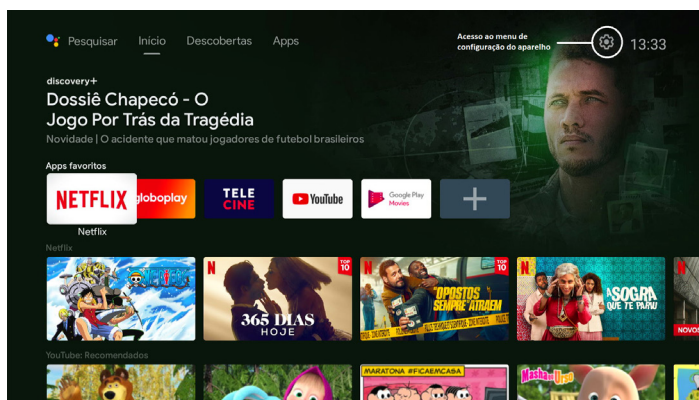 Pesquisar Início Descobertas Apps
Acesso ao menu de
configuração do aparelho
13:33
discovery+
Dossiê Chapecó - O
Jogo Por Trás da Tragédia
Novidade | O acidente que matou jogadores de futebol brasileiros
Apps favoritos
NETFLIX
globoplay
TELE
CINE
YouTube
Google Play
Movies
Netflix
Netflix
N
TOP
10
365 DIAS
HOJE
N
TOP
10
OPOSTOS
SEMPRE ATRAEM
N
A SOGRA
QUE TE PARIU
N
NOVOS
YouTube: Recomendados
MARATONA #FICAEMCASA
Masha e o Urso